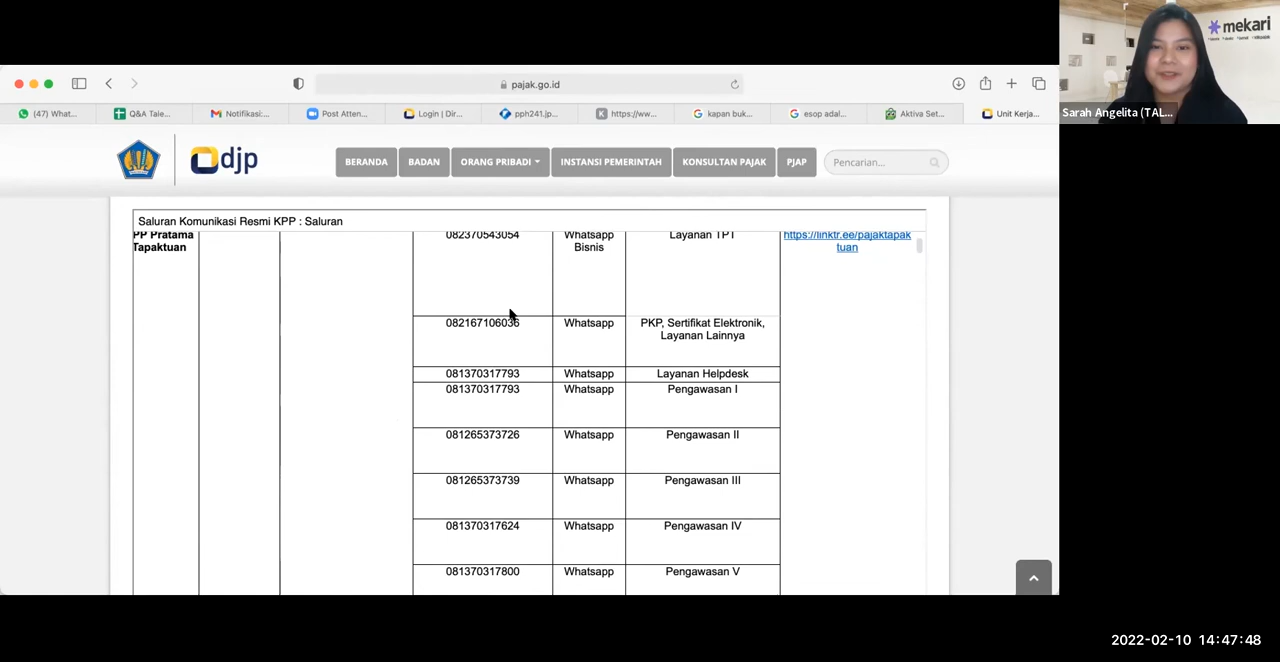 mekari
Sarah Angelita (TAL...
pajak.go.id
(47) What...
Q&A Tale...
Notifikasi:...
Post Atten...
Login | Dir...
pph241.jp...
https://ww...
kapan buk...
esop adal...
Aktiva Set...
Unit Kerja...
djp
BERANDA
BADAN
ORANG PRIBADI
INSTANSI PEMERINTAH
KONSULTAN PAJAK
PJAP
Pencarian...
Saluran Komunikasi Resmi KPP : Saluran
PP Pratama
Tapaktuan
082370543054
Whatsapp
Bisnis
Layanan TPT
https://linktr.ee/pajaktapak
tuan
082167106036
Whatsapp
PKP, Sertifikat Elektronik,
Layanan Lainnya
081370317793
Whatsapp
Layanan Helpdesk
081370317793
Whatsapp
Pengawasan I
081265373726
Whatsapp
Pengawasan II
081265373739
Whatsapp
Pengawasan III
081370317624
Whatsapp
Pengawasan IV
081370317800
Whatsapp
Pengawasan V
2022-02-10 14:47:48